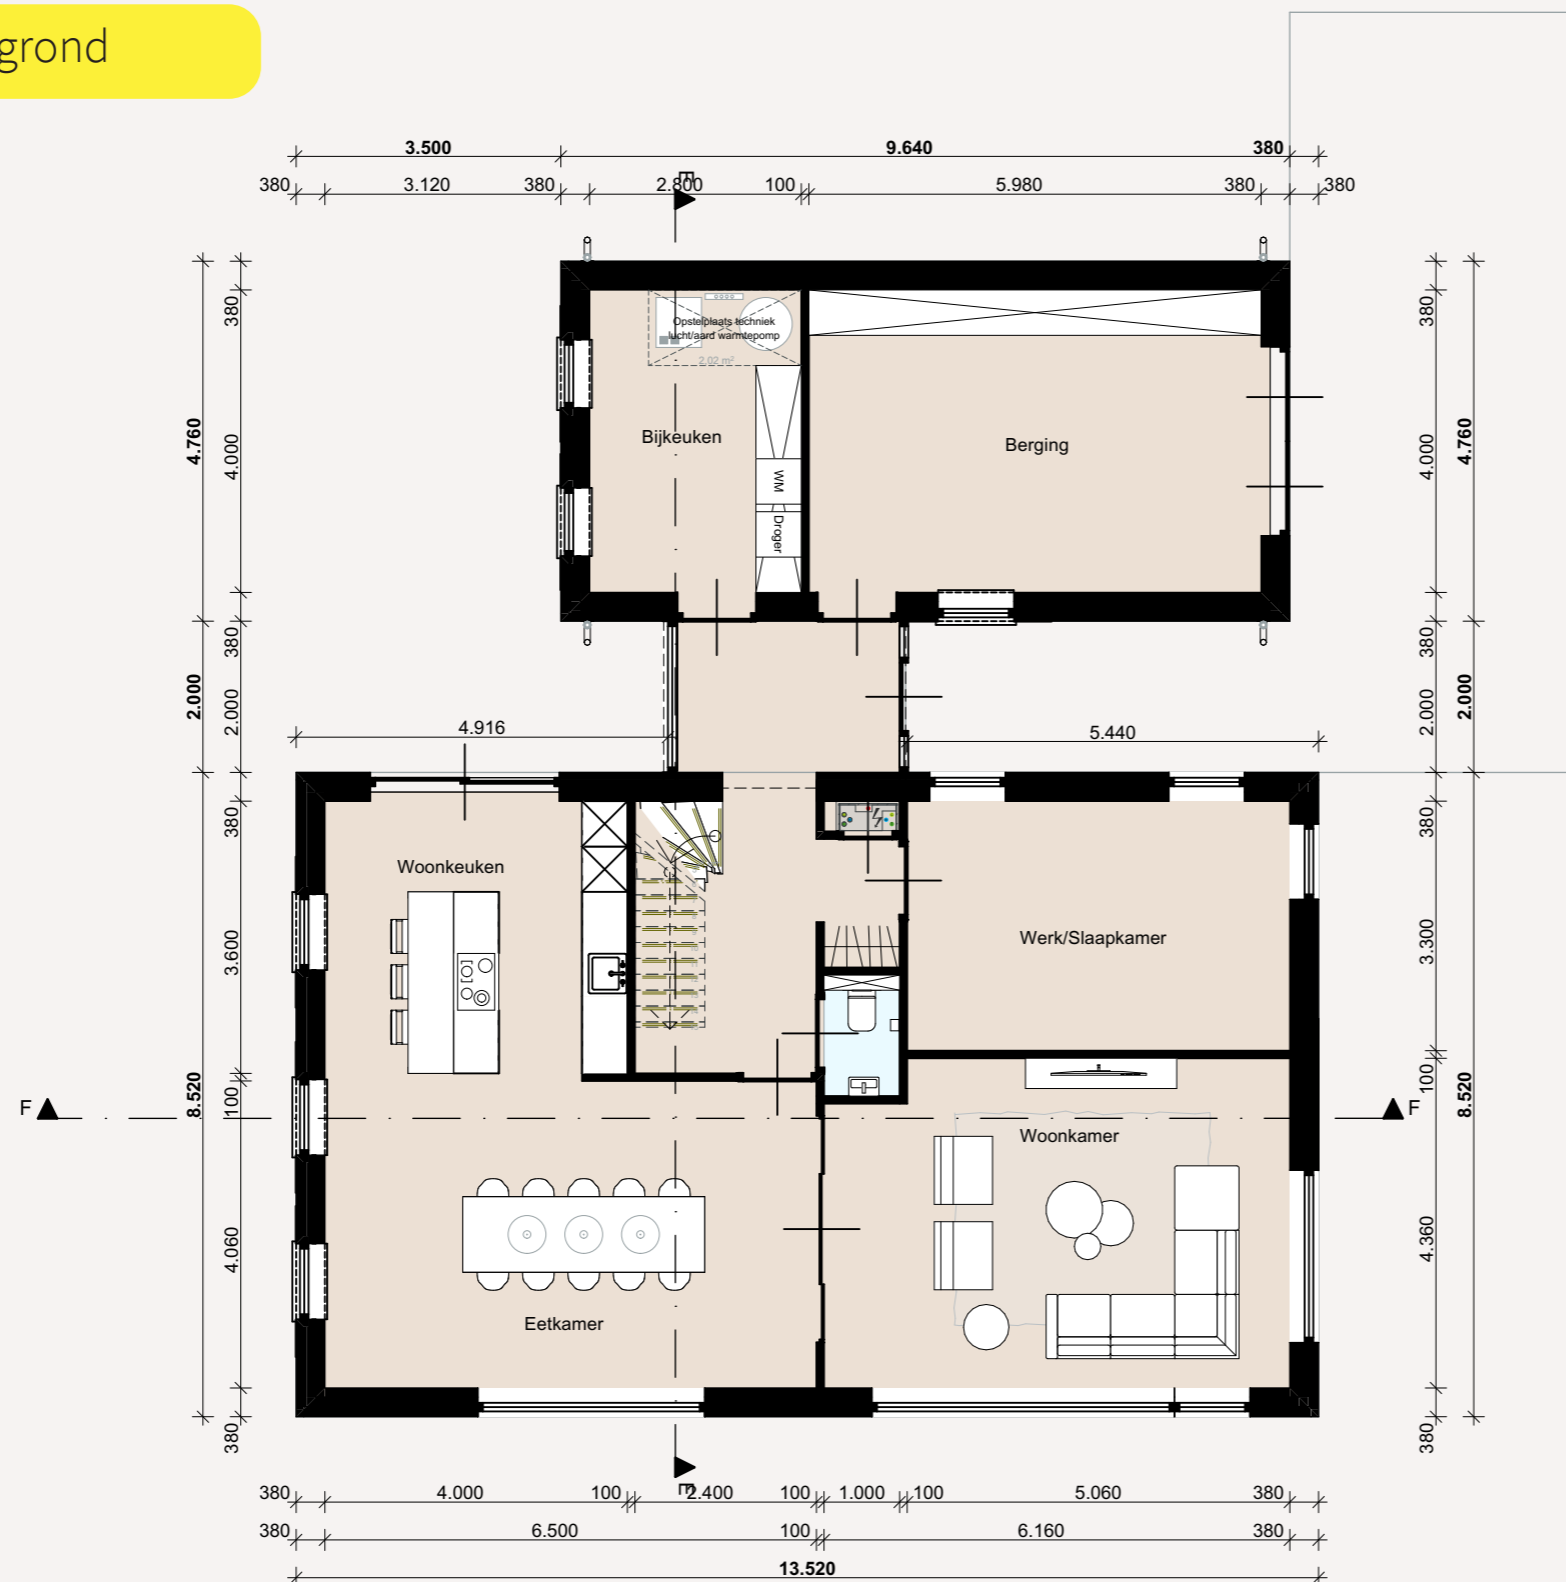 grond
3.500 9.640 380
380 3.120 380 2.800 100 5.980 380 380
F
380
4.760
4.000
380
2.000
2.000
380
3.600
100
8.520
4.060
380
Opstelplaats techniek
lucht/aard warmtepomp
2.02 m²
Bijkeuken
WM
Droger
Berging
380
4.000
4.760
380
2.000
2.000
380
3.300
100
8.520
4.360
380
4.916
5.440
Woonkeuken
Werk/Slaapkamer
F
F
Woonkamer
Eetkamer
F
380 4.000 100 2.400 100 1.000 100 5.060 380
380 6.500 100 6.160 380
13.520